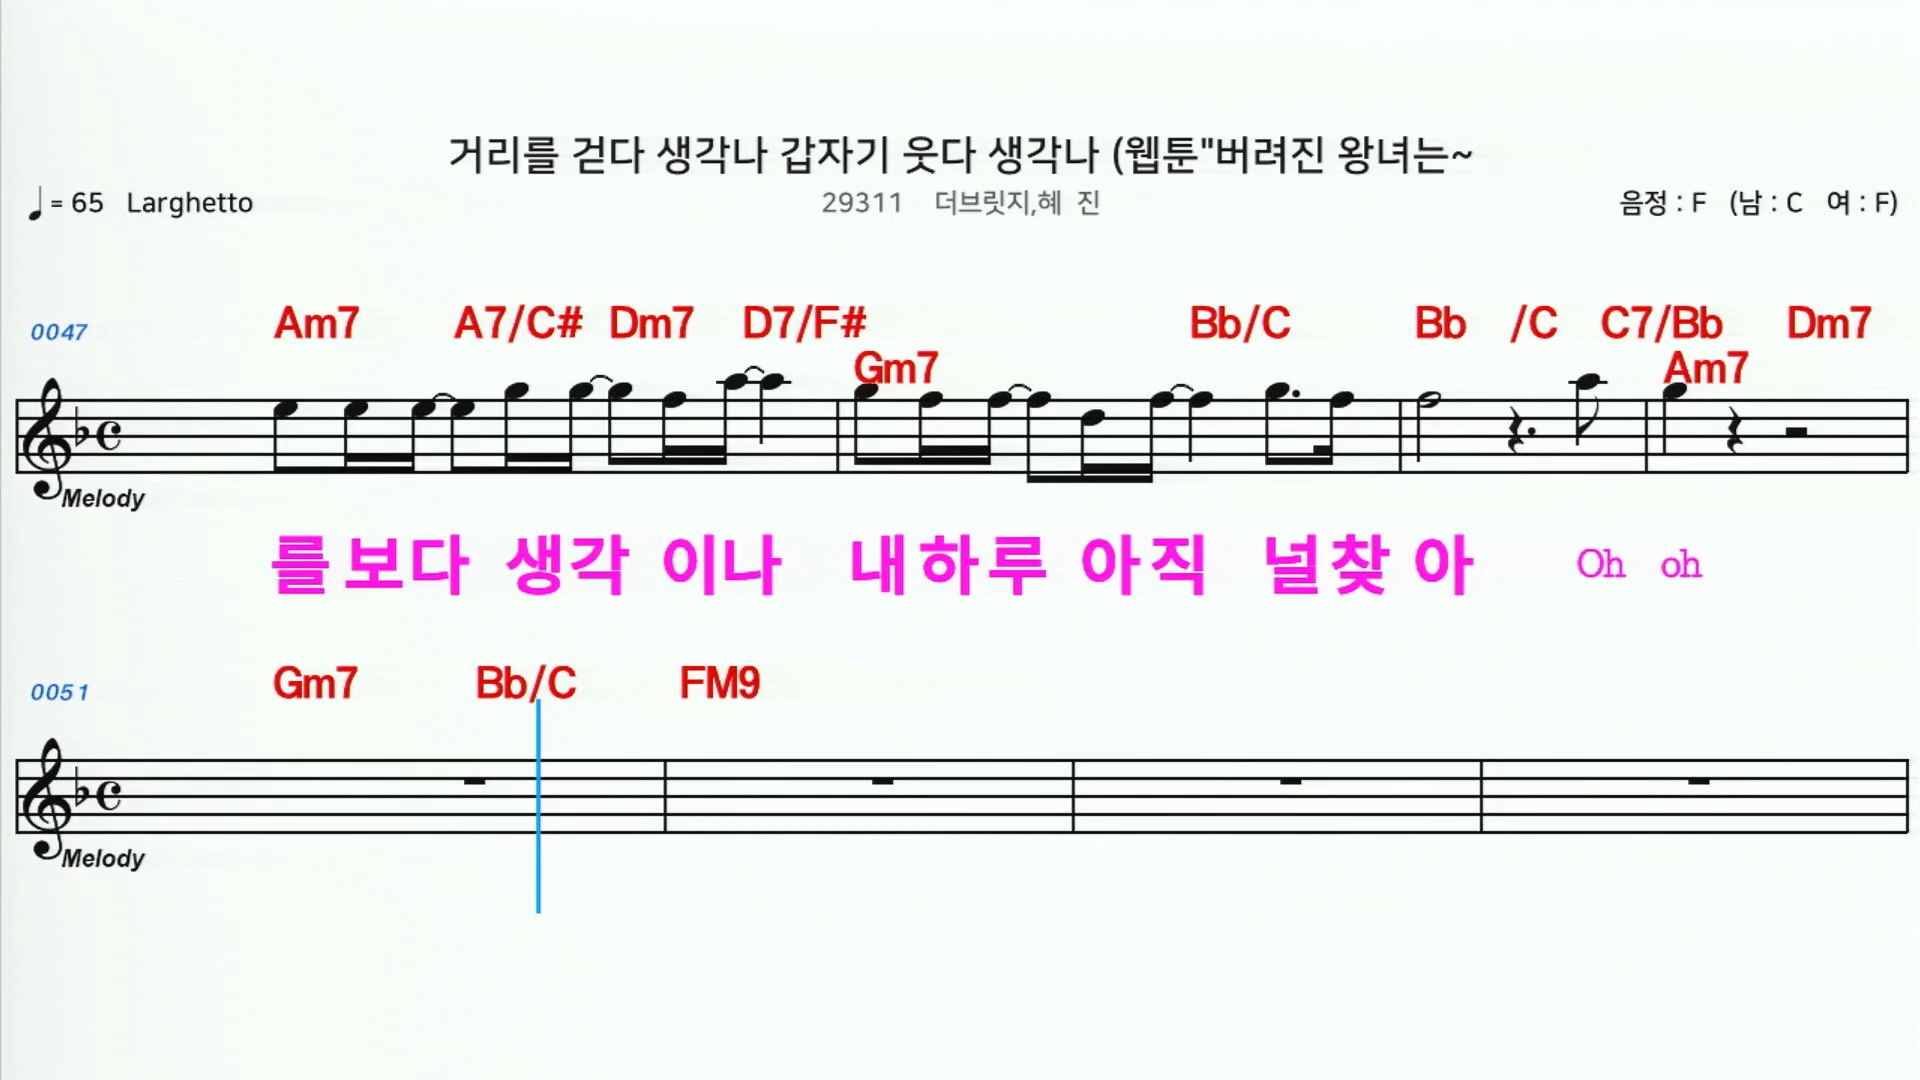 거리를 걷다 생각나 갑자기 웃다 생각나 (웹툰"버려진 왕녀는~
♩= 65 Larghetto 29311 더브릿지,혜 진 음정 : F (남 : C 여 : F)
0047 Am7 A7/C# Dm7 D7/F# Gm7 Bb/C Bb /C C7/Bb Am7 Dm7
Melody
를보다 생각 이나 내하루 아직 널찾 아 Oh oh
0051 Gm7 Bb/C FM9
Melody